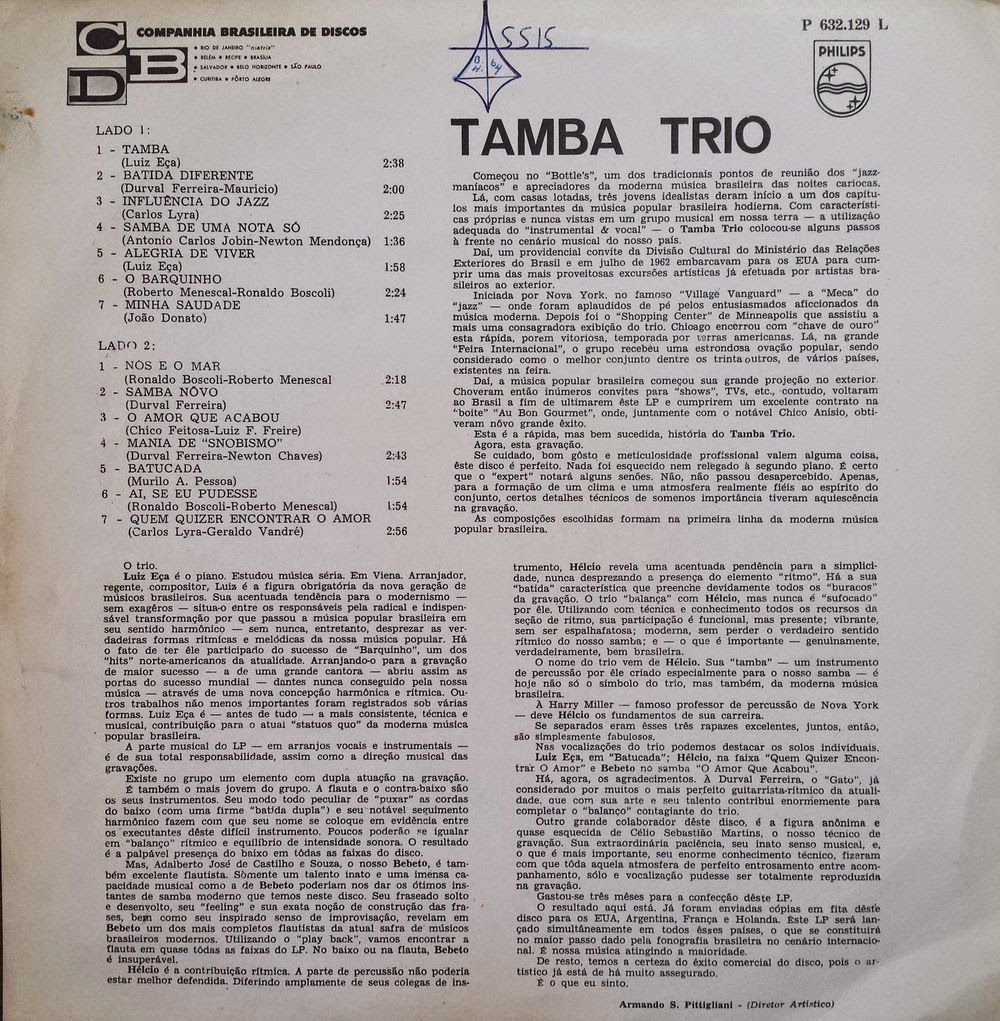 CBD
COMPANHIA BRASILEIRA DE DISCOS
• RIO DE JANEIRO "matriz"
• BELÉM • RECIFE • BRASÍLIA
• SALVADOR • BELO HORIZONTE • SÃO PAULO
• CURITIBA • PÔRTO ALEGRE
ASSIS
P 632.129 L
PHILIPS
LADO 1:
1 - TAMBA
(Luiz Eça) 2:38
2 - BATIDA DIFERENTE
(Durval Ferreira-Mauricio) 2:00
3 - INFLUÊNCIA DO JAZZ
(Carlos Lyra) 2:25
4 - SAMBA DE UMA NOTA SÓ
(Antonio Carlos Jobin-Newton Mendonça) 1:36
5 - ALEGRIA DE VIVER
(Luiz Eça) 1:58
6 - O BARQUINHO
(Roberto Menescal-Ronaldo Boscoli) 2:24
7 - MINHA SAUDADE
(João Donato) 1:47
LADO 2:
1 - NÓS E O MAR
(Ronaldo Boscoli-Roberto Menescal 2:18
2 - SAMBA NÔVO
(Durval Ferreira) 2:47
3 - O AMOR QUE ACABOU
(Chico Feitosa-Luiz F. Freire)
4 - MANIA DE "SNOBISMO"
(Durval Ferreira-Newton Chaves) 2:43
5 - BATUCADA
(Murilo A. Pessoa) 1:54
6 - AI, SE EU PUDESSE
(Ronaldo Boscoli-Roberto Menescal) 1:54
7 - QUEM QUIZER ENCONTRAR O AMOR
(Carlos Lyra-Geraldo Vandré) 2:56
TAMBA TRIO
Começou no "Bottle's", um dos tradicionais pontos de reunião dos "jazz-
maníacos" e apreciadores da moderna música brasileira das noites cariocas.
Lá, com casas lotadas, três jovens idealistas deram início a um dos capítu-
los mais importantes da música popular brasileira hodierna. Com característi-
cas próprias e nunca vistas em um grupo musical em nossa terra — a utilização
adequada do "instrumental & vocal" — o Tamba Trio colocou-se alguns passos
à frente no cenário musical do nosso país.
Daí, um providencial convite da Divisão Cultural do Ministério das Relações
Exteriores do Brasil e em julho de 1962 embarcavam para os EUA para cum-
prir uma das mais proveitosas excursões artísticas já efetuada por artistas bra-
sileiros ao exterior.
Iniciada por Nova York, no famoso "Village Vanguard" — a "Meca" do
"jazz" — onde foram aplaudidos de pé pelos entusiasmados aficcionados da
música moderna. Depois foi o "Shopping Center" de Minneapolis que assistiu a
mais uma consagradora exibição do trio. Chicago encerrou com "chave de ouro"
esta rápida, porem vitoriosa, temporada por terras americanas. Lá, na grande
"Feira Internacional", o grupo recebeu uma estrondosa ovação popular, sendo
considerado como o melhor conjunto dentre os trinta outros, de vários países,
existentes na feira.
Daí, a música popular brasileira começou sua grande projeção no exterior.
Choveram então inúmeros convites para "shows", TVs, etc., contudo, voltaram
ao Brasil a fim de ultimarem êste LP e cumprirem um excelente contrato na
"boite" "Au Bon Gourmet", onde, juntamente com o notável Chico Anísio, obti-
veram nôvo grande êxito.
Esta é a rápida, mas bem sucedida, história do Tamba Trio.
Agora, esta gravação.
Se cuidado, bom gôsto e meticulosidade profissional valem alguma coisa,
êste disco é perfeito. Nada foi esquecido nem relegado à segundo plano. É certo
que o "expert" notará alguns senões. Não, não passou desapercebido. Apenas,
para a formação de um clima e uma atmosfera realmente fiéis ao espírito do
conjunto, certos detalhes técnicos de somenos importância tiveram aquiescência
na gravação.
As composições escolhidas formam na primeira linha da moderna música
popular brasileira.
O trio.
Luiz Eça é o piano. Estudou música séria. Em Viena. Arranjador,
regente, compositor, Luiz é a figura obrigatória da nova geração de
músicos brasileiros. Sua acentuada tendência para o modernismo —
sem exagêros — situa-o entre os responsáveis pela radical e indispen-
sável transformação por que passou a música popular brasileira em
seu sentido harmônico — sem nunca, entretanto, desprezar as ver-
dadeiras formas rítmicas e melódicas da nossa música popular. Há
o fato de ter êle participado do sucesso de "Barquinho", um dos
"hits" norte-americanos da atualidade. Arranjando-o para a gravação
de maior sucesso — a de uma grande cantora — abriu assim as
portas do sucesso mundial — dantes nunca conseguido pela nossa
música — através de uma nova concepção harmônica e rítmica. Ou-
tros trabalhos não menos importantes foram registrados sob várias
formas. Luiz Eça é — antes de tudo — a mais consistente, técnica e
musical, contribuição para o atual "statuos quo" da moderna música
popular brasileira.
A parte musical do LP — em arranjos vocais e instrumentais —
é de sua total responsabilidade, assim como a direção musical das
gravações.
Existe no grupo um elemento com dupla atuação na gravação.
É também o mais jovem do grupo. A flauta e o contra-baixo são
os seus instrumentos. Seu modo todo peculiar de "puxar" as cordas
do baixo (com uma firme "batida dupla") e seu notável seguimento
harmônico fazem com que seu nome se coloque em evidência entre
os executantes dêste difícil instrumento. Poucos poderão se igualar
em "balanço" rítmico e equilíbrio de intensidade sonora. O resultado
é a palpável presença do baixo em tôdas as faixas do disco.
Mas, Adalberto José de Castilho e Souza, o nosso Bebeto, é tam-
bém excelente flautista. Sòmente um talento inato e uma imensa ca-
pacidade musical como a de Bebeto poderiam nos dar os ótimos ins-
tantes de samba moderno que temos neste disco. Seu fraseado solto
e desenvolto, seu "feeling" e sua exata noção de construção das fra-
ses, bem como seu inspirado senso de improvisação, revelam em
Bebeto um dos mais completos flautistas da atual safra de músicos
brasileiros modernos. Utilizando o "play back", vamos encontrar a
flauta em quase tôdas as faixas do LP. No baixo ou na flauta, Bebeto
é insuperável.
Hélcio é a contribuição rítmica. A parte de percussão não poderia
estar melhor defendida. Diferindo amplamente de seus colegas de ins-
trumento, Hélcio revela uma acentuada pendência para a simplici-
dade, nunca desprezando a presença do elemento "ritmo". Há a sua
"batida" característica que preenche devidamente todos os "buracos"
da gravação. O trio "balança" com Hélcio, mas nunca é "sufocado"
por êle. Utilizando com técnica e conhecimento todos os recursos da
seção de ritmo, sua participação é funcional, mas presente; vibrante,
sem ser espalhafatosa; moderna, sem perder o verdadeiro sentido
rítmico do nosso samba; e — o que é importante — genuìnamente,
verdadeiramente, bem brasileira.
O nome do trio vem de Hélcio. Sua "tamba" — um instrumento
de percussão por êle criado especialmente para o nosso samba — é
hoje não só o símbolo do trio, mas também, da moderna música
brasileira.
À Harry Miller — famoso professor de percussão de Nova York
— deve Hélcio os fundamentos de sua carreira.
Se separados eram êsses três rapazes excelentes, juntos, então,
são simplesmente fabulosos.
Nas vocalizações do trio podemos destacar os solos individuais.
Luiz Eça, em "Batucada"; Hélcio, na faixa "Quem Quizer Encon-
trar O Amor" e Bebeto no samba "O Amor Que Acabou".
Há, agora, os agradecimentos. À Durval Ferreira, o "Gato", já
considerado por muitos o mais perfeito guitarrista-rítmico da atuali-
dade, que com sua arte e seu talento contribui enormemente para
completar o "balanço" contagiante do trio.
Outro grande colaborador dêste disco, é a figura anônima e
quase esquecida de Célio Sebastião Martins, o nosso técnico de
gravação. Sua extraordinária paciência, seu inato senso musical, e,
o que é mais importante, seu enorme conhecimento técnico, fizeram
com que tôda aquela atmosfera de perfeito entrosamento entre acom-
panhamento, sólo e vocalização pudesse ser totalmente reproduzida
na gravação.
Gastou-se três mêses para a confecção dêste LP.
O resultado aqui está. Já foram enviadas cópias em fita dêste
disco para os EUA, Argentina, França e Holanda. Êste LP será lan-
çado simultâneamente em todos êsses países, o que se constituirá
no maior passo dado pela fonografia brasileira no cenário internacio-
nal. É nossa música atingindo a maioridade.
De resto, temos a certeza do êxito comercial do disco, pois o ar-
tístico já está de há muito assegurado.
É o que eu sinto.
Armando S. Pittigliani - (Diretor Artístico)